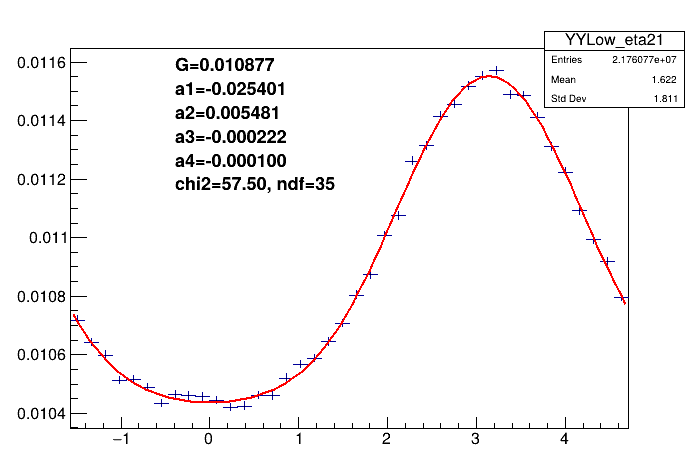 YYLow_eta21
Entries 2.176077e+07
Mean 1.622
Std Dev 1.811
G=0.010877
a1=-0.025401
a2=0.005481
a3=-0.000222
a4=-0.000100
chi2=57.50, ndf=35
0.0116
0.0114
0.0112
0.011
0.0108
0.0106
0.0104
−1 0 1 2 3 4